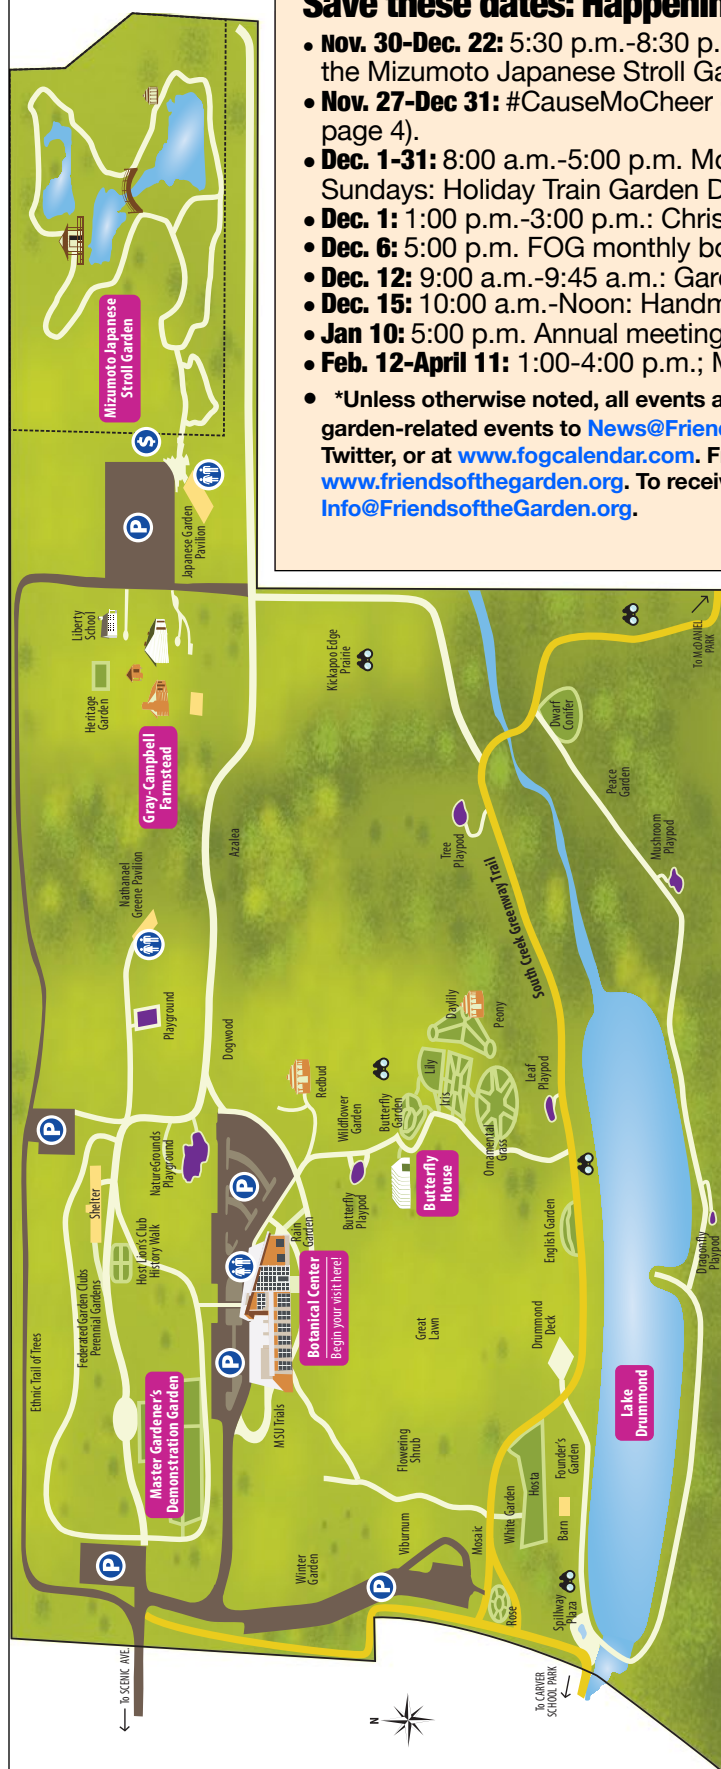 Save these dates: Happenin
• Nov. 30-Dec. 22: 5:30 p.m.-8:30 p.
the Mizumoto Japanese Stroll Ga
• Nov. 27-Dec 31: #CauseMoCheer
page 4).
• Dec. 1-31: 8:00 a.m.-5:00 p.m. Mo
Sundays: Holiday Train Garden D
• Dec. 1: 1:00 p.m.-3:00 p.m.: Chris
• Dec. 6: 5:00 p.m. FOG monthly bo
• Dec. 12: 9:00 a.m.-9:45 a.m.: Gard
• Dec. 15: 10:00 a.m.-Noon: Handm
• Jan 10: 5:00 p.m. Annual meeting
• Feb. 12-April 11: 1:00-4:00 p.m.; M
• *Unless otherwise noted, all events a
garden-related events to News@Friend
Twitter, or at www.fogcalendar.com. F
www.friendsofthegarden.org. To receiv
Info@FriendsoftheGarden.org.
Mizumoto Japanese
Stroll Garden
$
P
Japanese Garden
Pavilion
Liberty
School
Heritage
Garden
Gray-Campbell
Farmstead
Kickapoo Edge
Prairie
To McDANIEL
PARK
Dwarf
Conifer
Peace
Garden
Mushroom
Playpod
Tree
Playpod
South Creek Greenway Trail
Azalea
Nathanael
Greene Pavilion
Playground
Dogwood
Redbud
Daylily
Peony
Lily
Iris
Leaf
Playpod
Ornamental
Grass
Butterfly
Garden
Wildflower
Garden
Butterfly
Playpod
Butterfly
House
P
NatureGrounds
Playground
Shelter
Host Lion's Club
History Walk
Federated Garden Clubs
Perennial Gardens
Ethnic Trail of Trees
P
Rain
Garden
Botanical Center
Begin your visit here!
P
MSU Trials
Master Gardener's
Demonstration Garden
Great
Lawn
English Garden
Drummond
Deck
Dragonfly
Playpod
Lake
Drummond
Flowering
Shrub
Founder's
Garden
Hosta
White Garden
Barn
Mosaic
Viburnum
Winter
Garden
P
P
Rose
Spillway
Plaza
To SCENIC AVE.
To CARVER
SCHOOL PARK
N